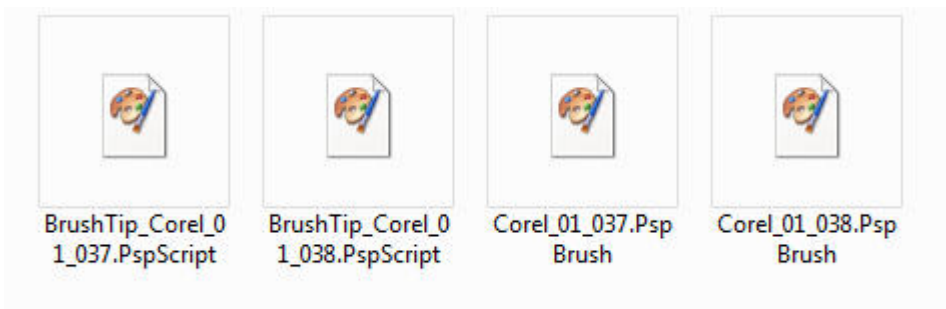 BrushTip_Corel_0
1_037.PspScript
BrushTip_Corel_0
1_038.PspScript
Corel_01_037.Psp
Brush
Corel_01_038.Psp
Brush